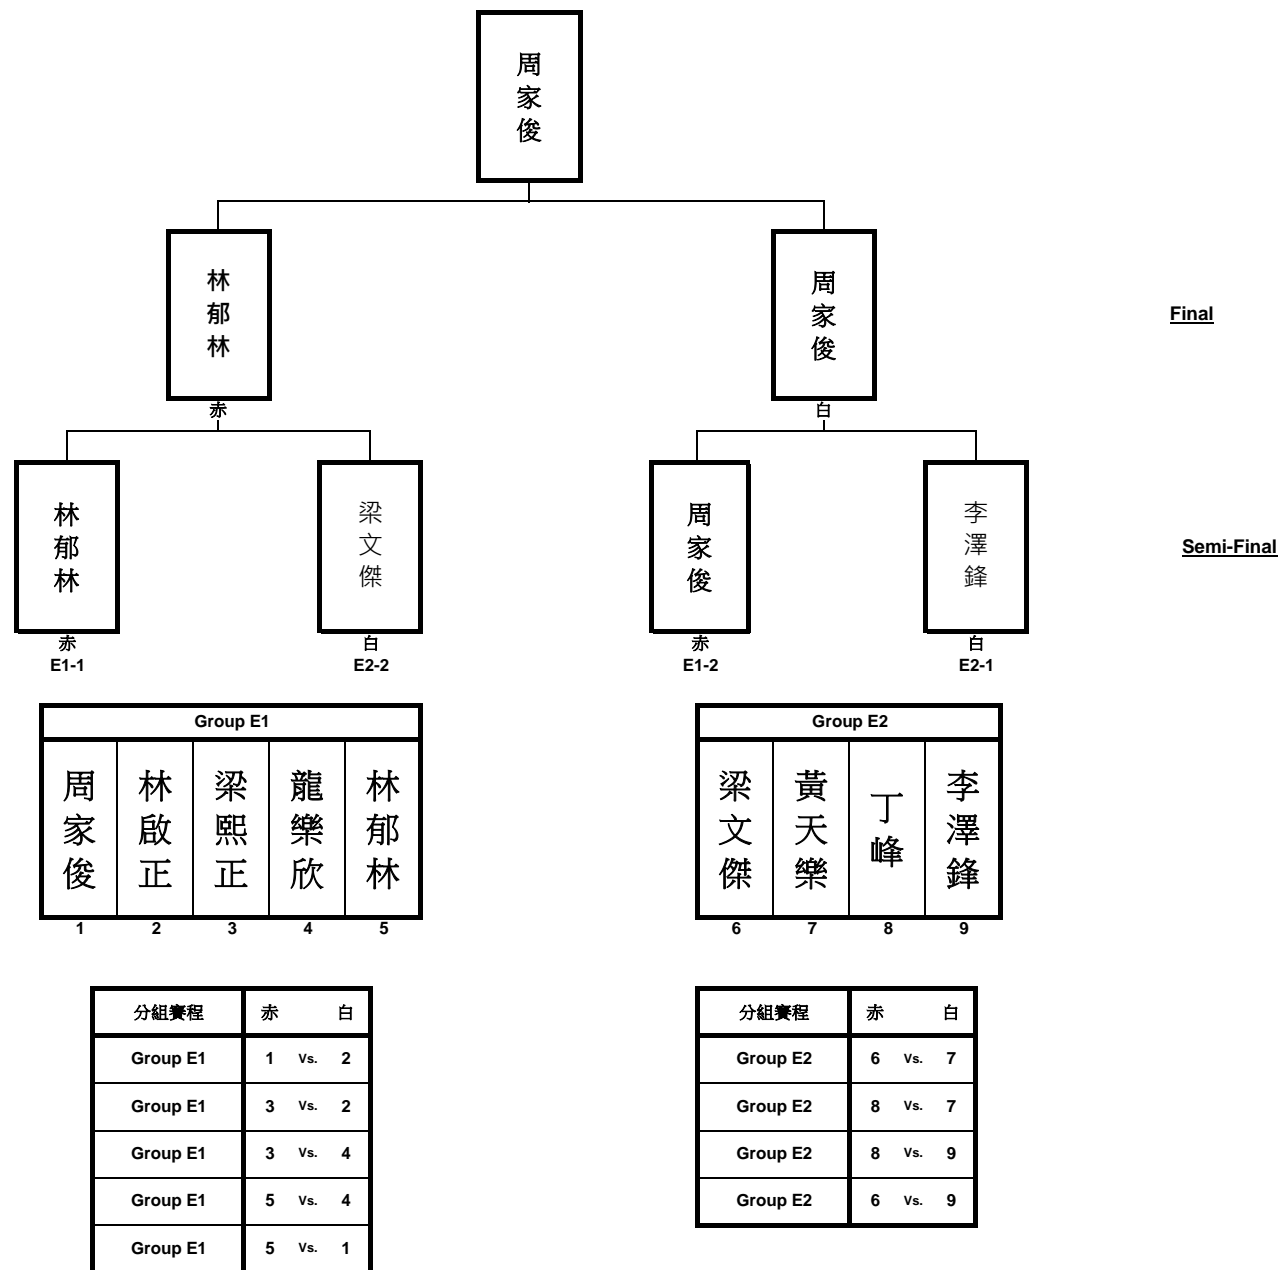 周家俊
林郁林
周家俊
Final
赤
白
林郁林
梁文傑
周家俊
李澤鋒
Semi-Final
赤
白
赤
白
E1-1
E2-2
E1-2
E2-1
Group E1
周家俊
林啟正
梁熙正
龍樂欣
林郁林
1 2 3 4 5
Group E2
梁文傑
黃天樂
丁峰
李澤鋒
6 7 8 9
分組賽程 赤 白
Group E1 1 Vs. 2
Group E1 3 Vs. 2
Group E1 3 Vs. 4
Group E1 5 Vs. 4
Group E1 5 Vs. 1
分組賽程 赤 白
Group E2 6 Vs. 7
Group E2 8 Vs. 7
Group E2 8 Vs. 9
Group E2 6 Vs. 9